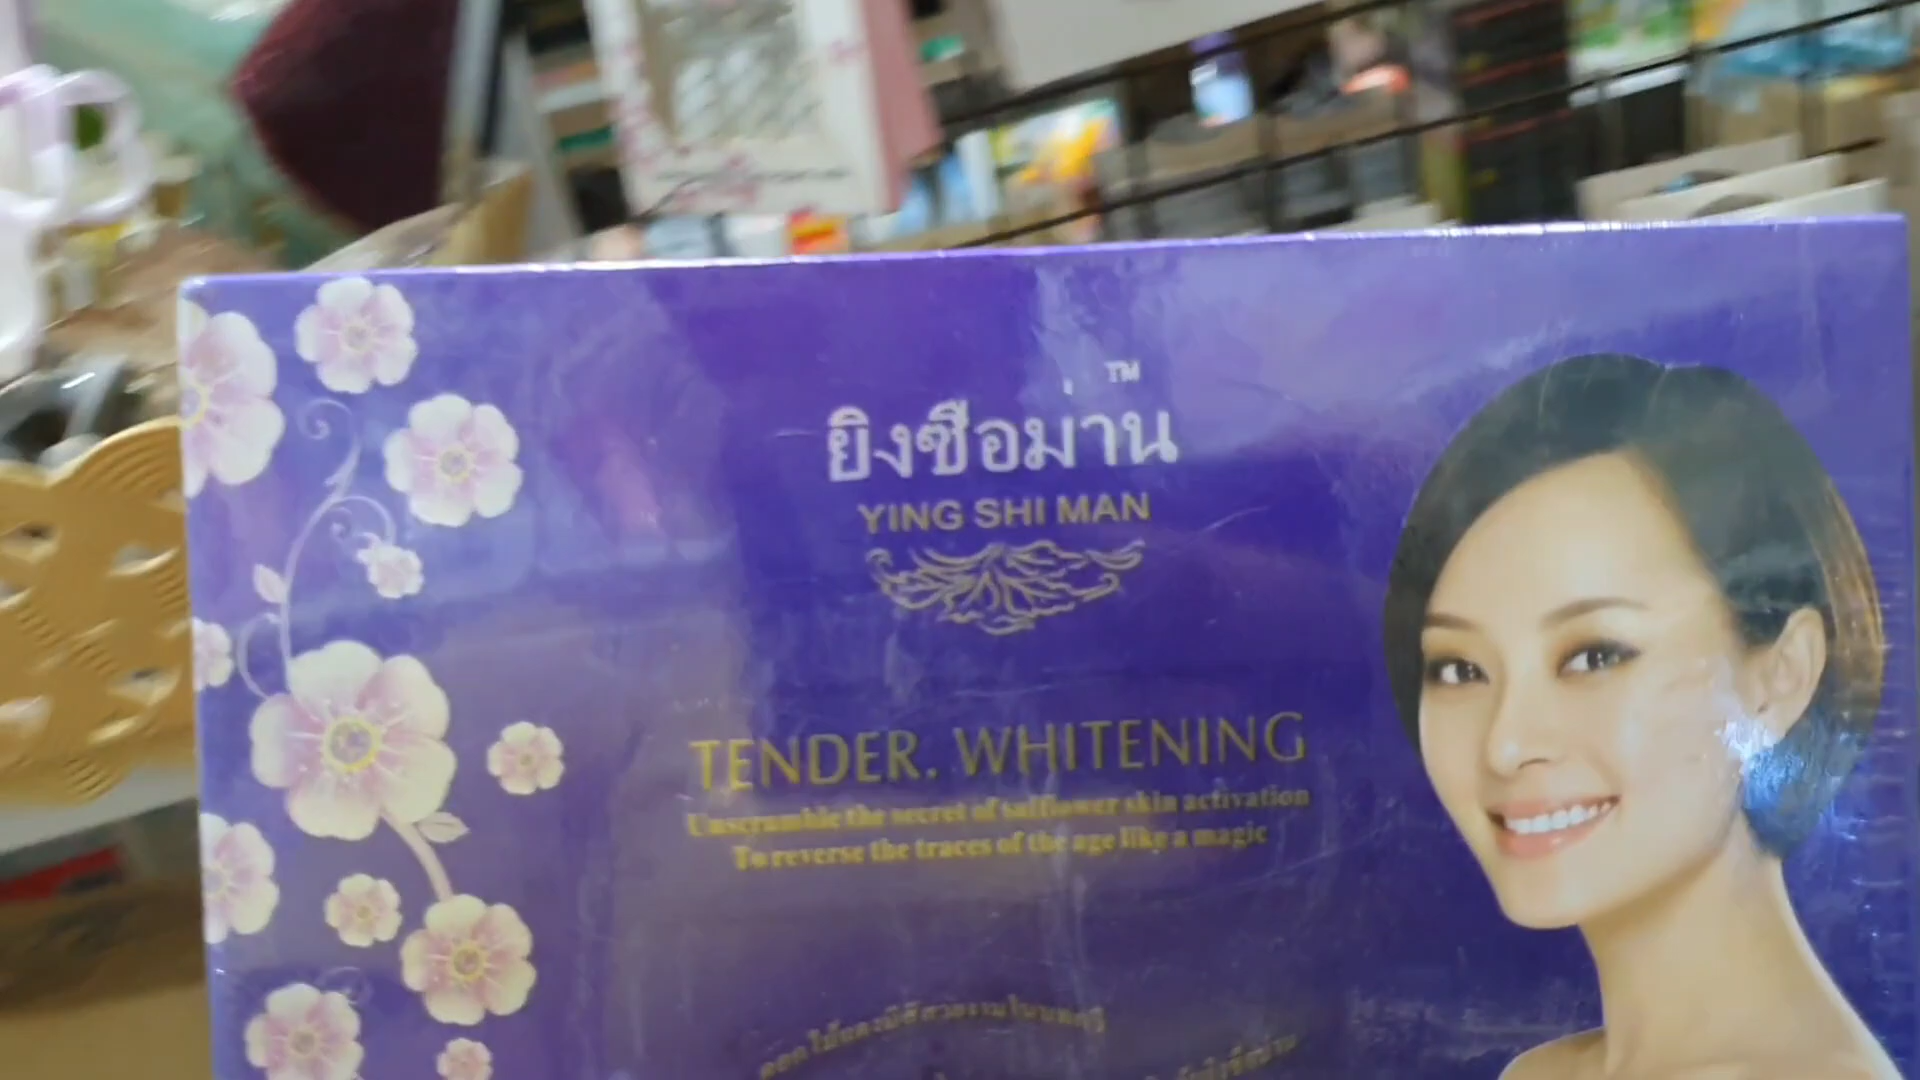 ยิงซือม่าน TM
YING SHI MAN
TENDER. WHITENING
Unscramble the secret of safflower skin activation
To reverse the traces of the age like a magic